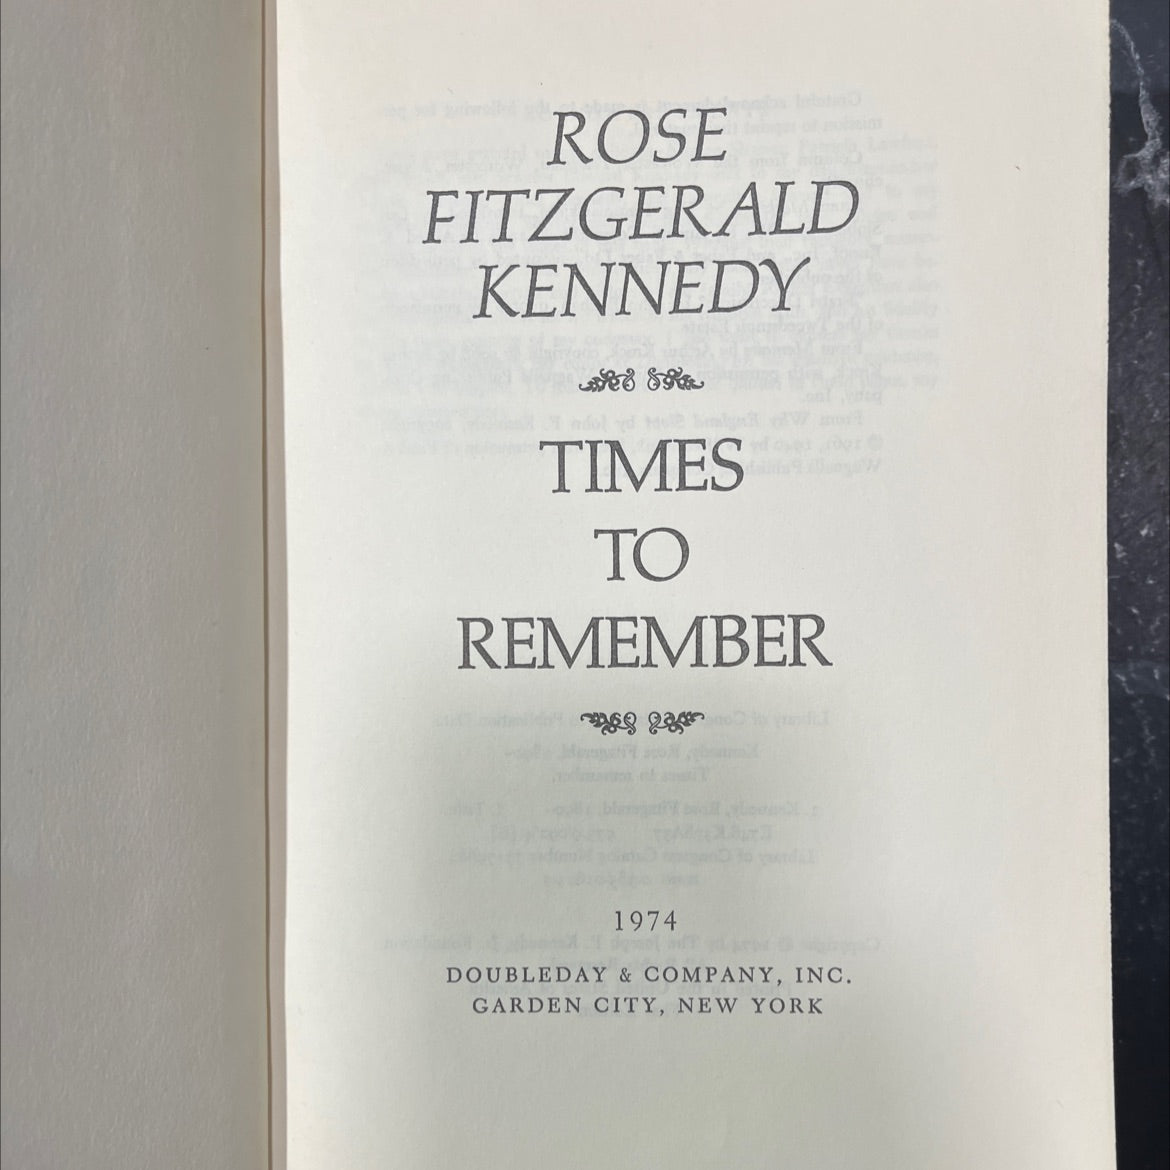 ROSE
FITZGERALD
KENNEDY
TIMES
TO
REMEMBER
1974
DOUBLEDAY & COMPANY, INC.
GARDEN CITY, NEW YORK